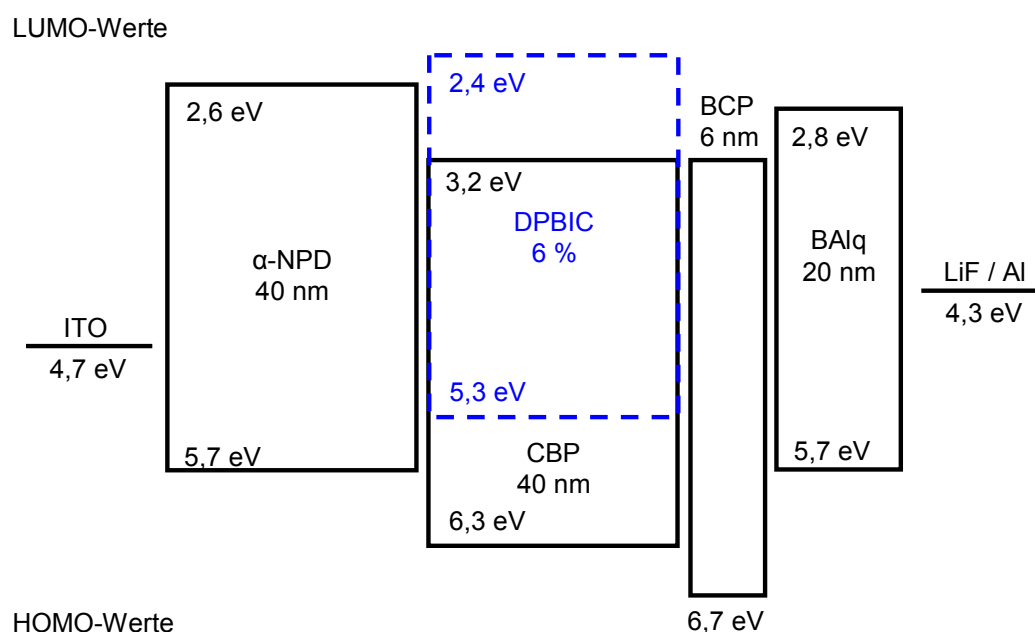 LUMO-Werte
2,6 eV
α-NPD
40 nm
ITO
4,7 eV
5,7 eV
2,4 eV
3,2 eV
DPBIC
6 %
5,3 eV
CBP
40 nm
6,3 eV
BCP
6 nm
6,7 eV
2,8 eV
BAlq
20 nm
5,7 eV
LiF / Al
4,3 eV
HOMO-Werte